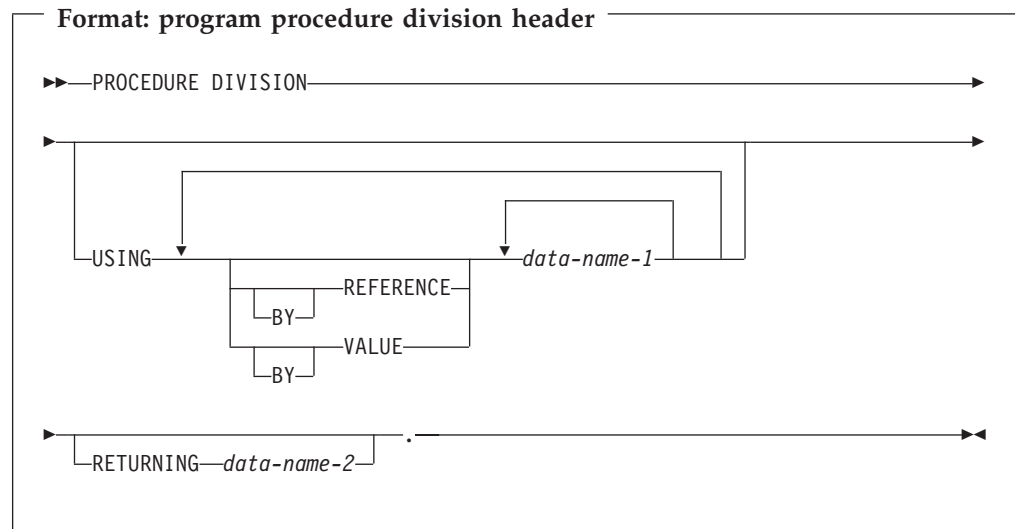 Format: program procedure division header
PROCEDURE DIVISION
USING data-name-1
REFERENCE
BY
VALUE
BY
.
RETURNING data-name-2